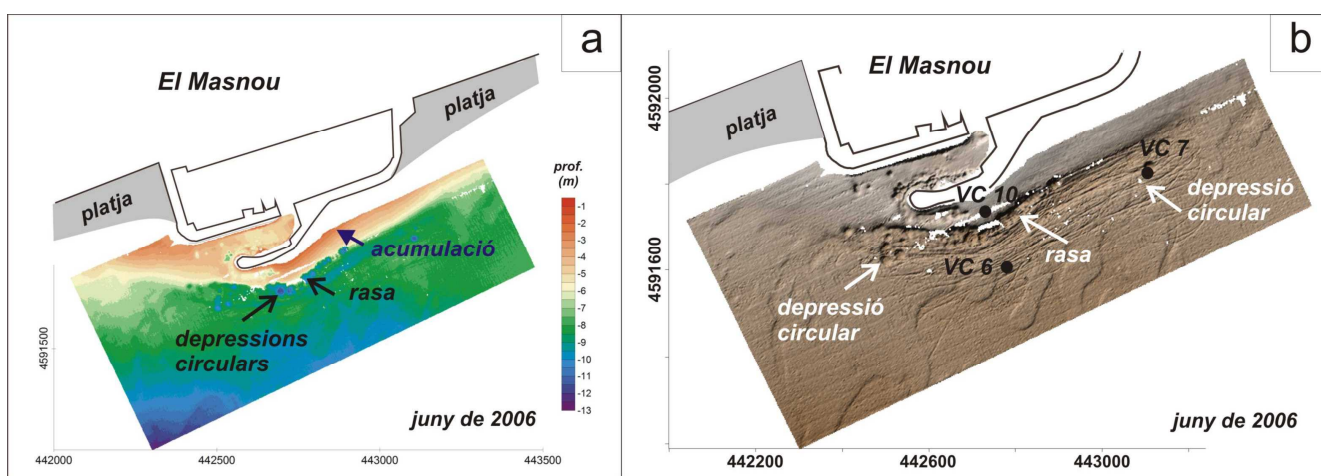 a
El Masnou
platja
platja
prof.
(m)
-1
-2
-3
-4
-5
-6
-7
-8
-9
-10
-11
-12
-13
acumulació
rasa
depressions
circulars
juny de 2006
4591500
442000
442500
443000
443500
b
El Masnou
platja
4592000
4591600
VC 7
VC 10
depressió
circular
rasa
VC 6
depressió
circular
juny de 2006
442200
442600
443000